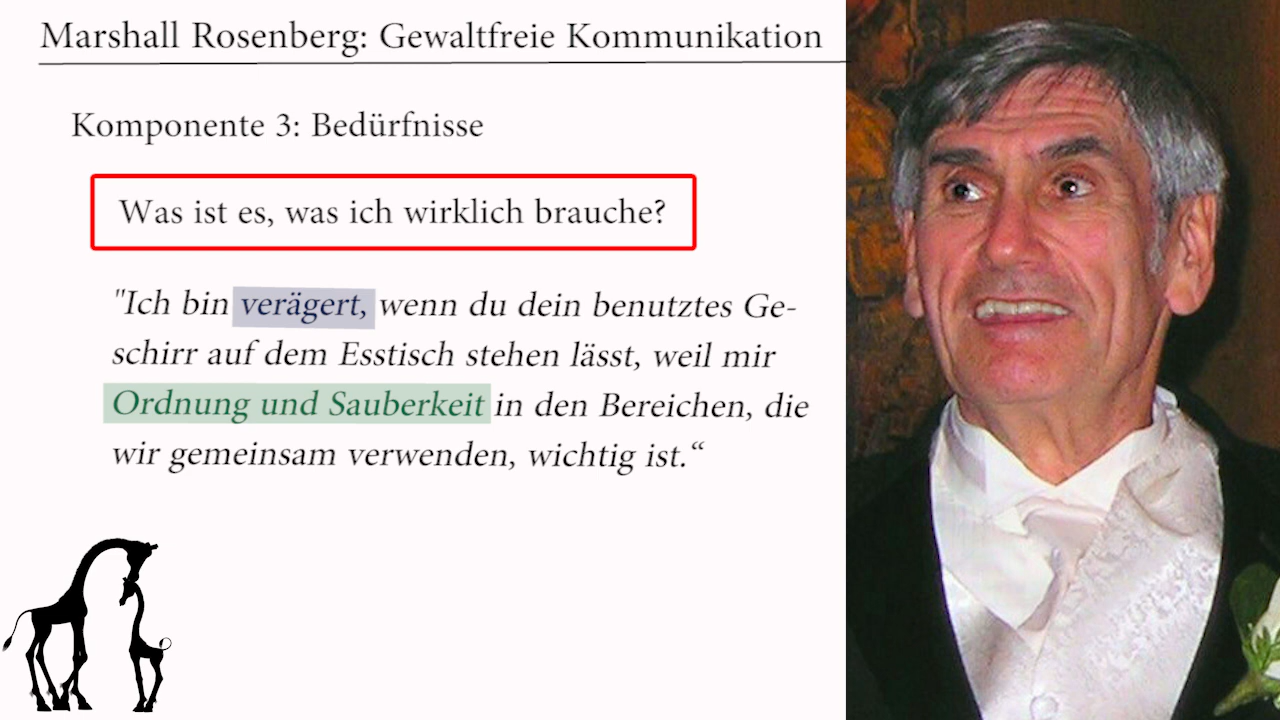 Marshall Rosenberg: Gewaltfreie Kommunikation
Komponente 3: Bedürfnisse
Was ist es, was ich wirklich brauche?
"Ich bin verägert, wenn du dein benutztes Ge-
schirr auf dem Esstisch stehen lässt, weil mir
Ordnung und Sauberkeit in den Bereichen, die
wir gemeinsam verwenden, wichtig ist.“